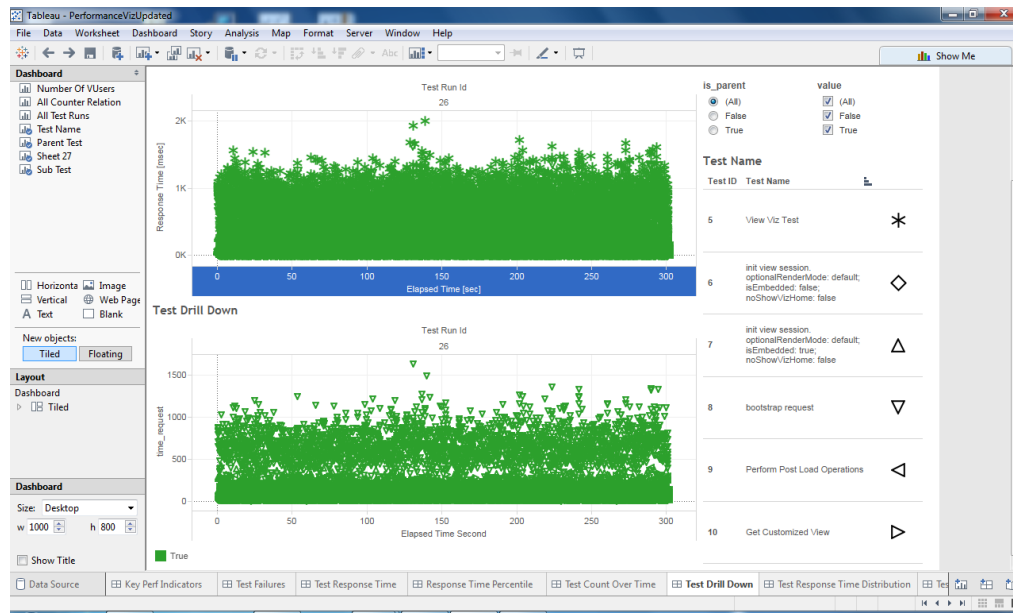 Tableau - PerformanceVizUpdated
File Data Worksheet Dashboard Story Analysis Map Format Server Window Help
Abc
Show Me
Dashboard
Number Of VUsers
All Counter Relation
All Test Runs
Test Name
Parent Test
Sheet 27
Sub Test
Horizonta Image
Vertical Web Page
Text Blank
New objects:
Tiled Floating
Layout
Dashboard
Tiled
Dashboard
Size: Desktop
w 1000 h 800
Show Title
Test Run Id
26
2K
1K
0K
Response Time [msec]
0 50 100 150 200 250 300
Elapsed Time [sec]
Test Drill Down
Test Run Id
26
1500
1000
500
0
time_request
0 50 100 150 200 250 300
Elapsed Time Second
True
is_parent value
(All) (All)
False False
True True
Test Name
Test ID Test Name
5 View Viz Test
6 init view session.
optionalRenderMode: default;
isEmbedded: false;
noShowVizHome: false
7 init view session.
optionalRenderMode: default;
isEmbedded: true;
noShowVizHome: false
8 bootstrap request
9 Perform Post Load Operations
10 Get Customized View
Data Source Key Perf Indicators Test Failures Test Response Time Response Time Percentile Test Count Over Time Test Drill Down Test Response Time Distribution Tes